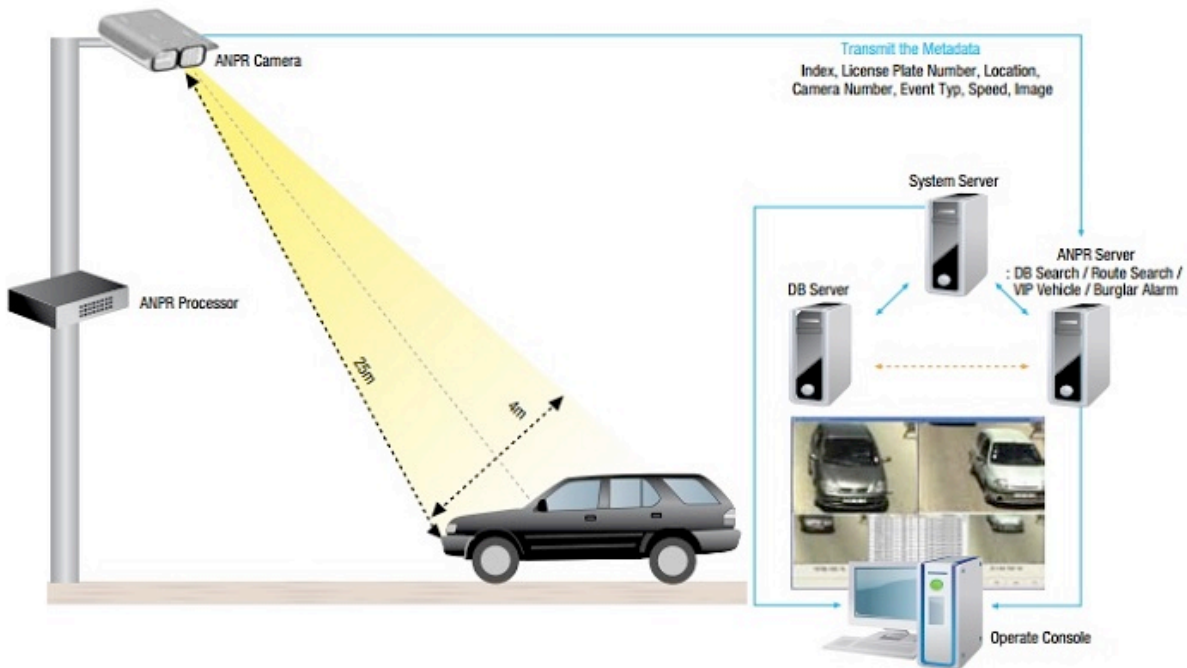 ANPR Camera
Transmit the Metadata
Index, License Plate Number, Location,
Camera Number, Event Typ, Speed, Image
System Server
ANPR Server
: DB Search / Route Search /
VIP Vehicle / Burglar Alarm
DB Server
ANPR Processor
25m
4m
Operate Console